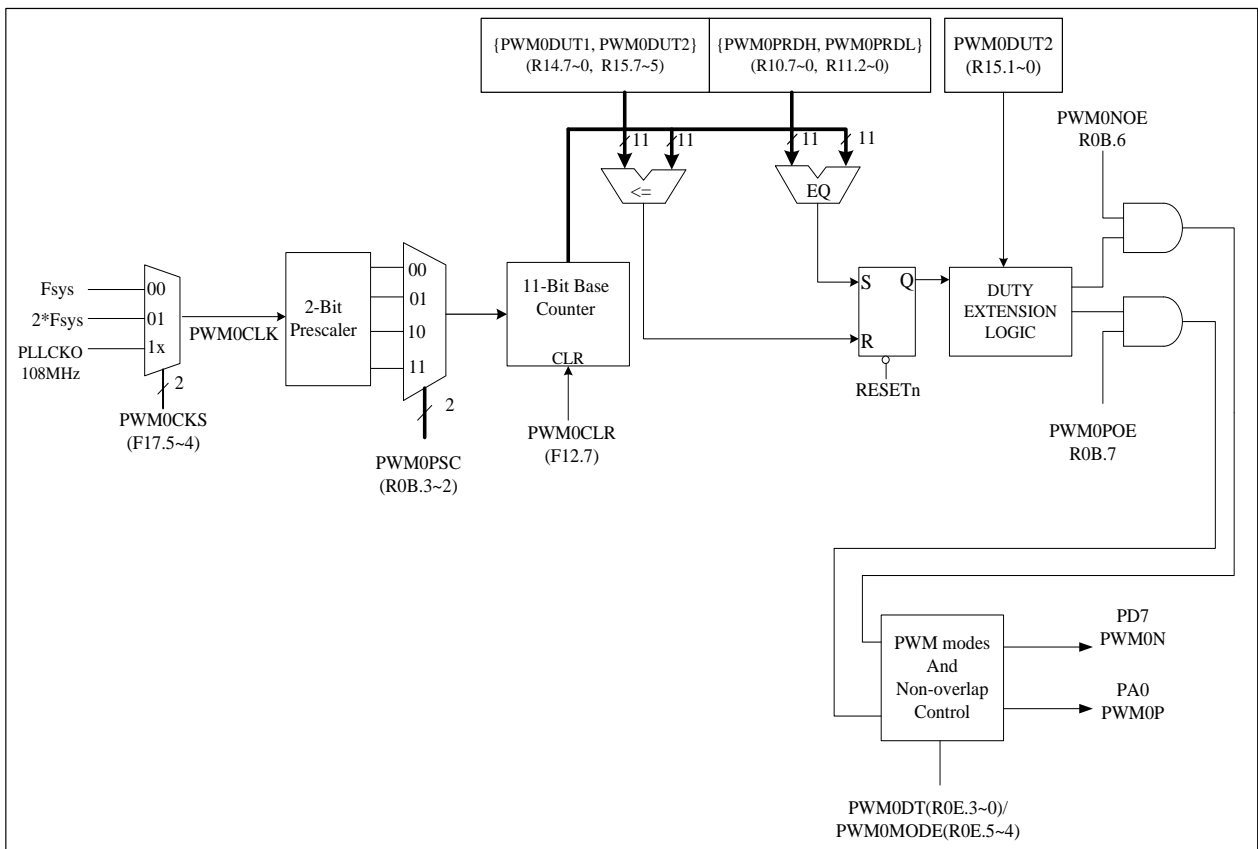 {PWM0DUT1, PWM0DUT2}
(R14.7~0, R15.7~5)
{PWM0PRDH, PWM0PRDL}
(R10.7~0, R11.2~0)
PWM0DUT2
(R15.1~0)
PWM0NOE
R0B.6
11
11
11
11
<=
EQ
Fsys
2*Fsys
PLLCKO
108MHz
00
01
1x
2
PWM0CKS
(F17.5~4)
PWM0CLK
2-Bit
Prescaler
00
01
10
11
2
PWM0PSC
(R0B.3~2)
11-Bit Base
Counter
CLR
PWM0CLR
(F12.7)
S
Q
R
RESETn
DUTY
EXTENSION
LOGIC
PWM0POE
R0B.7
PWM modes
And
Non-overlap
Control
PD7
PWM0N
PA0
PWM0P
PWM0DT(R0E.3~0)/
PWM0MODE(R0E.5~4)